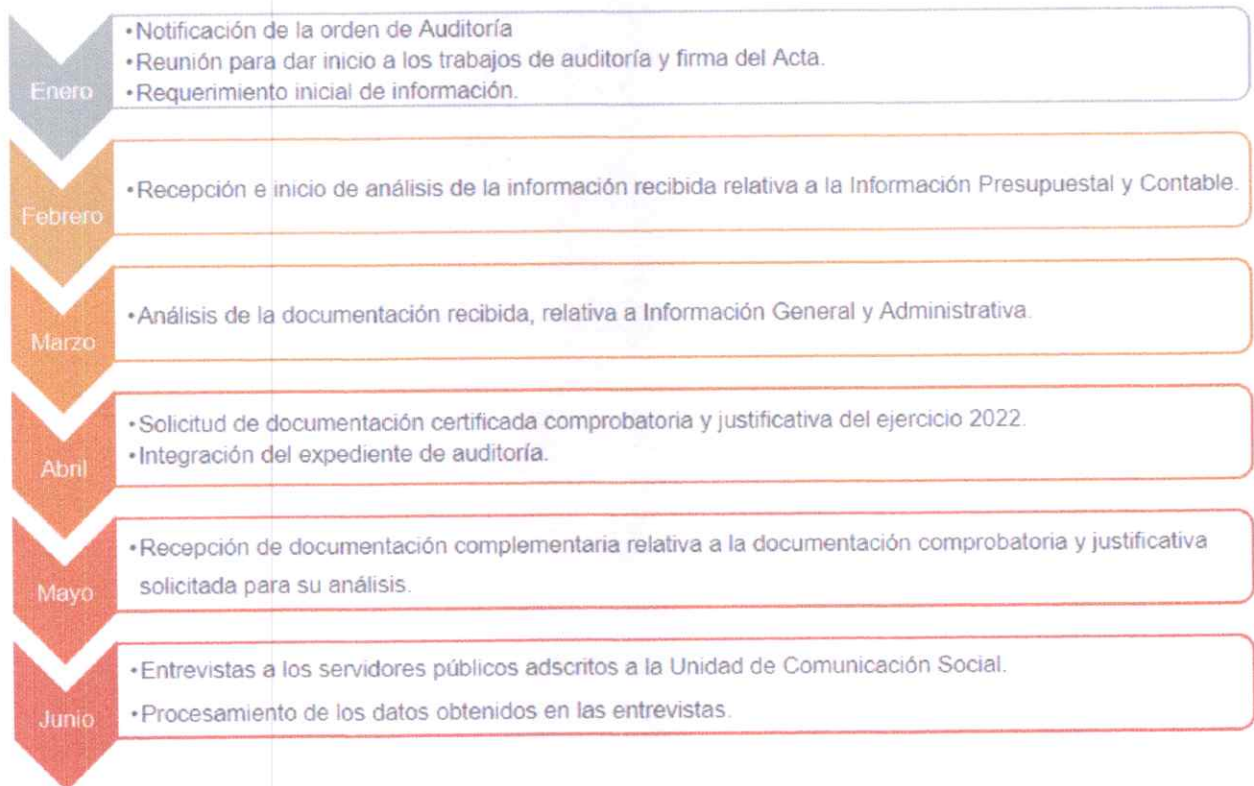 •Notificación de la orden de Auditoría
•Reunión para dar inicio a los trabajos de auditoría y firma del Acta.
Enero
•Requerimiento inicial de información.
•Recepción e inicio de análisis de la información recibida relativa a la Información Presupuestal y Contable.
Febrero
•Análisis de la documentación recibida, relativa a Información General y Administrativa.
Marzo
•Solicitud de documentación certificada comprobatoria y justificativa del ejercicio 2022.
•Integración del expediente de auditoría.
Abril
•Recepción de documentación complementaria relativa a la documentación comprobatoria y justificativa
solicitada para su análisis.
Mayo
•Entrevistas a los servidores públicos adscritos a la Unidad de Comunicación Social.
•Procesamiento de los datos obtenidos en las entrevistas.
Junio